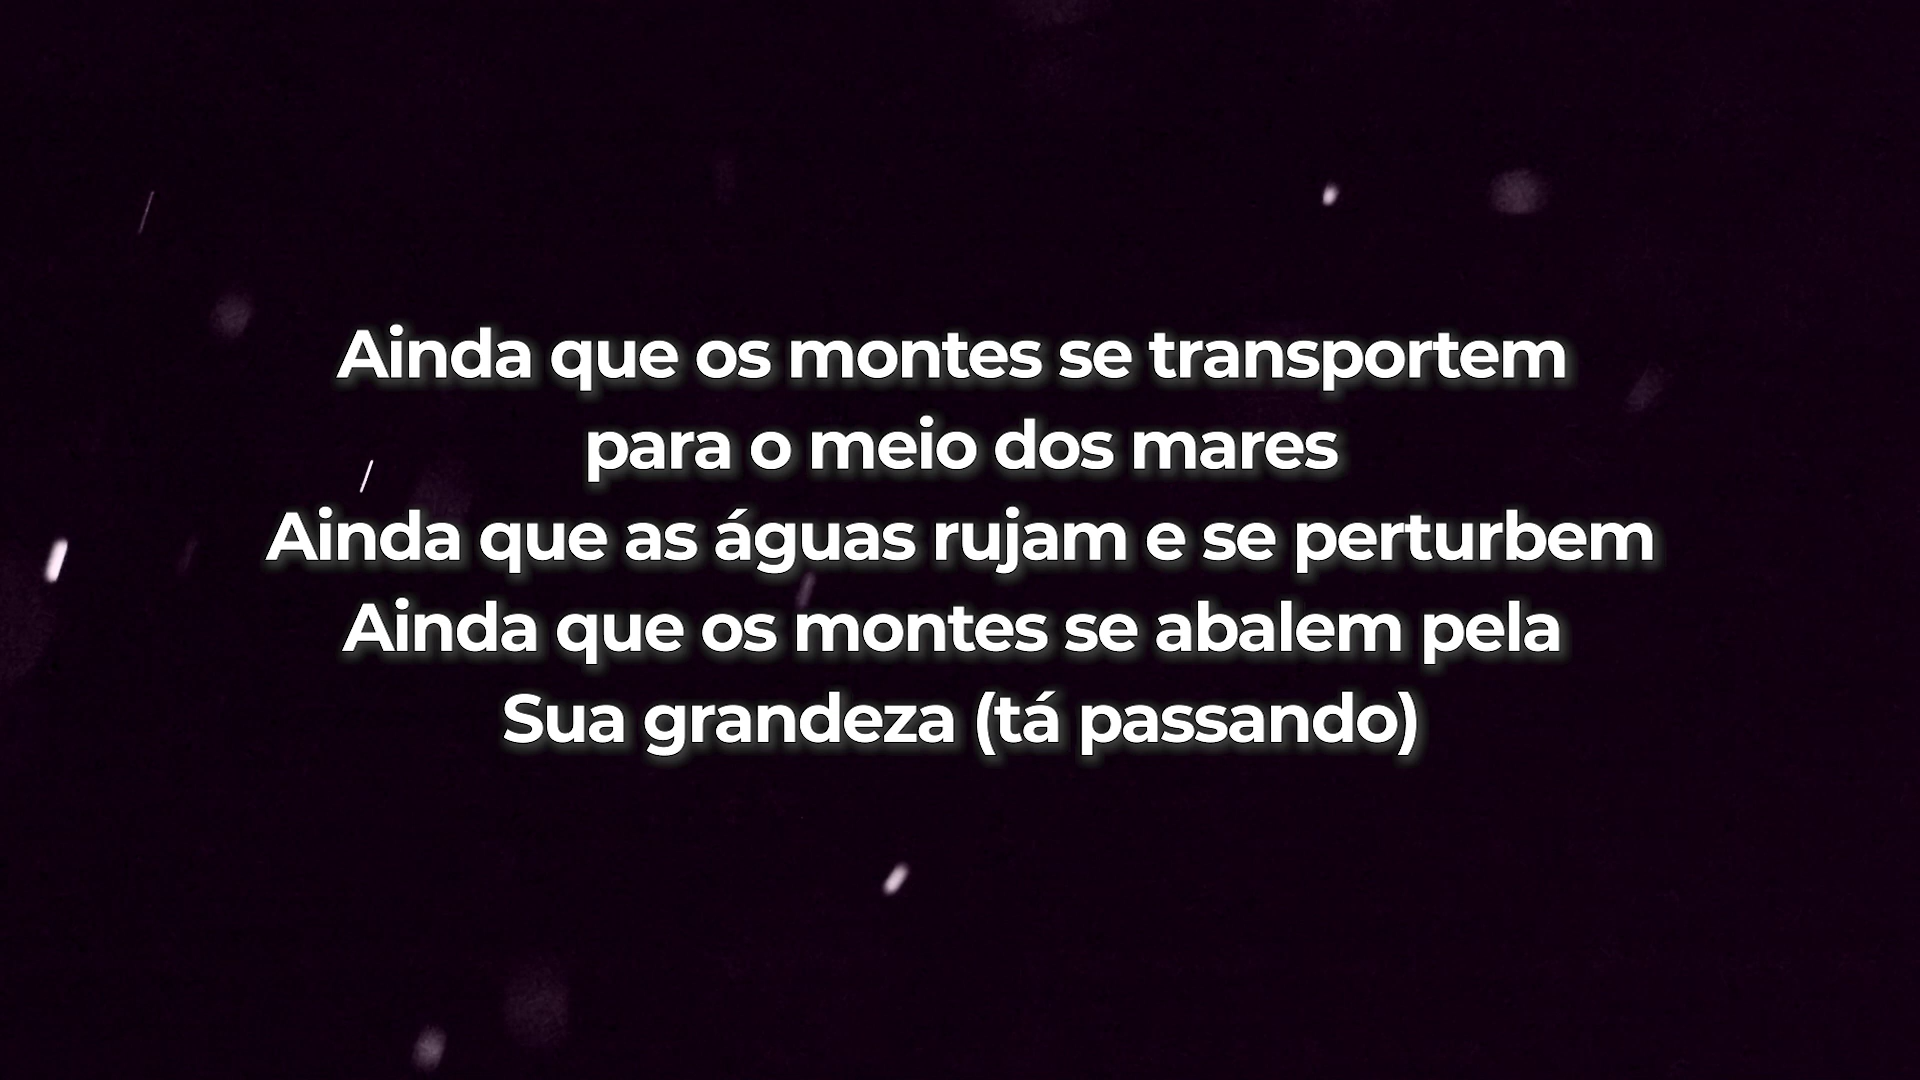 Ainda que os montes se transportem
para o meio dos mares
Ainda que as águas rujam e se perturbem
Ainda que os montes se abalem pela
Sua grandeza (tá passando)